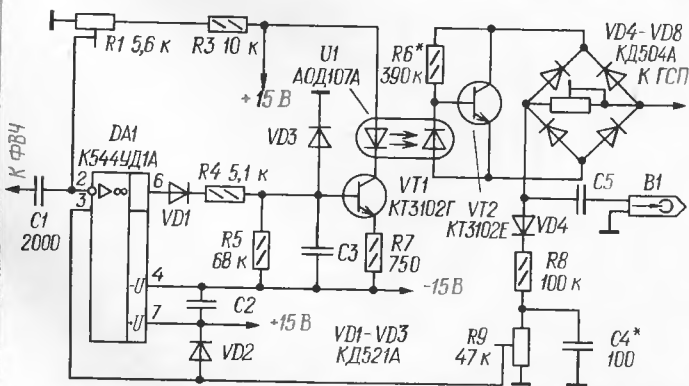 R1 5,6 к
R3 10 к
+15 В
U1
АОД107А
R6*
390к
VD4-VD8
КД504А
К ГСП
К ФВЧ
DA1
К544УД1А
2
3
∞
6
VD1
R4 5,1 к
VD3
VT1
КТ3102Г
VT2
КТ3102Е
C5
B1
C1
2000
R5
68 к
C3
R7
750
VD4
R8
100 к
-U
4
C2
-15 В
-U
7
+15 В
VD2
VD1-VD3
КД521А
R9
47 к
C4*
100